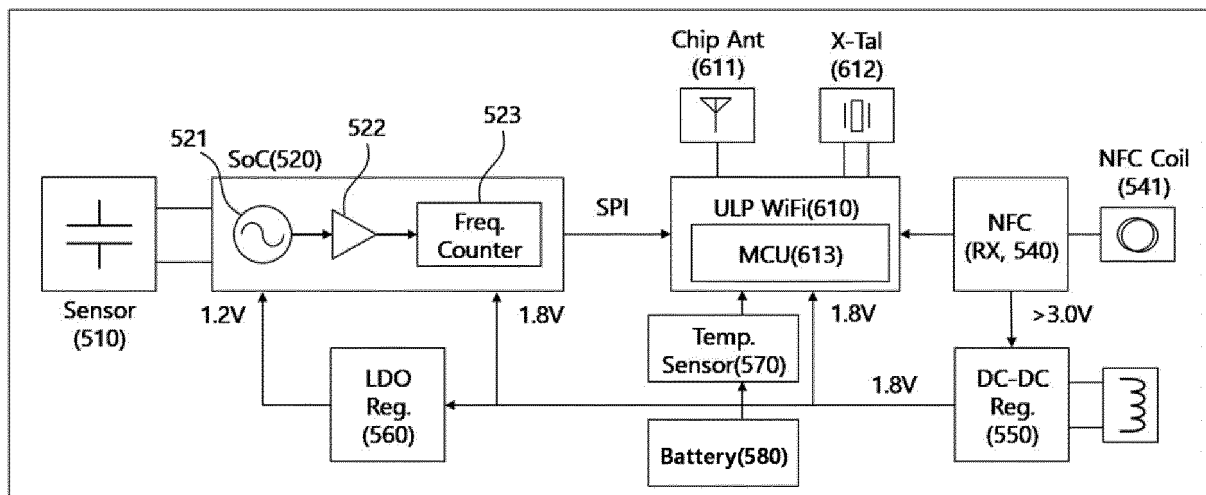 Chip Ant
(611)
X-Tal
(612)
521
522
523
SoC(520)
NFC Coil
(541)
Freq.
Counter
SPI
ULP WiFi(610)
MCU(613)
NFC
(RX, 540)
Sensor
(510)
1.2V
1.8V
1.8V
>3.0V
Temp.
Sensor(570)
LDO
Reg.
(560)
1.8V
DC-DC
Reg.
(550)
Battery(580)